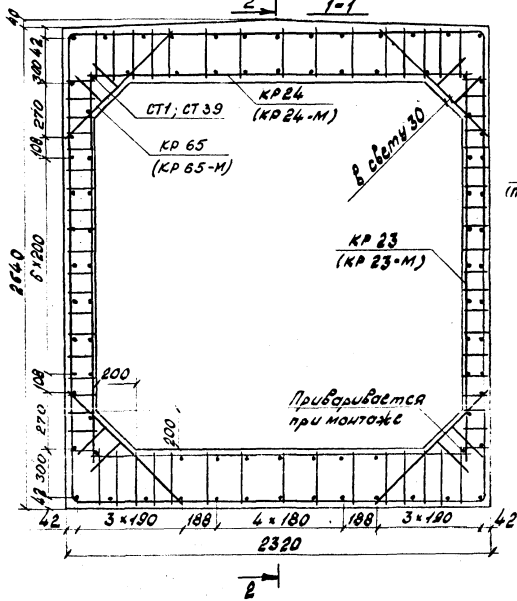 2
1-1
40
42
300
270
108
6×200
2640
108
270
300
42
КР 24
(КР 24-М)
СТ1; СТ 39
КР 65
(КР 65-М)
в свету 30
КР 23
(КР 23-М)
200
200
Приваривается
при монтаже
42 3×190 188 4×180 188 3×190 42
2320
2